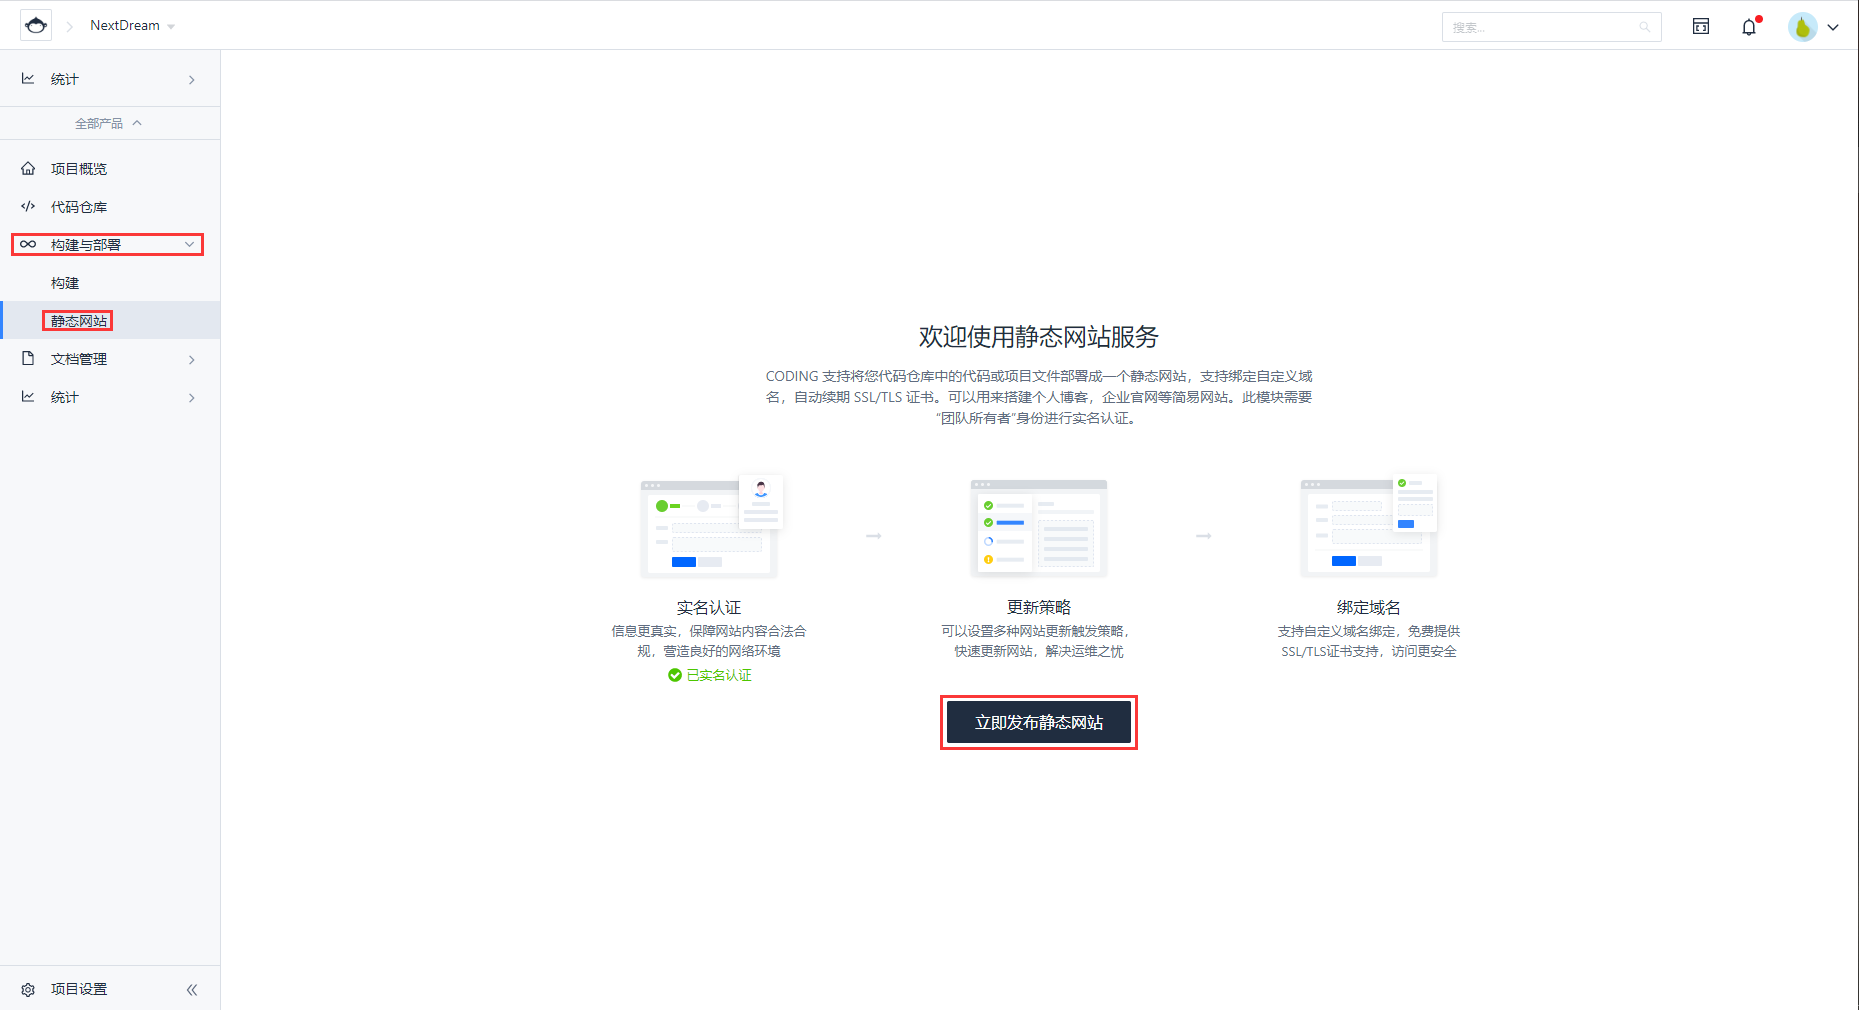 NextDream
搜索...
统计
全部产品
项目概览
代码仓库
构建与部署
构建
静态网站
文档管理
统计
项目设置
欢迎使用静态网站服务
CODING 支持将您代码仓库中的代码或项目文件部署成一个静态网站，支持绑定自定义域
名，自动续期 SSL/TLS 证书。可以用来搭建个人博客，企业官网等简易网站。此模块需要
“团队所有者”身份进行实名认证。
实名认证
信息更真实，保障网站内容合法合
规，营造良好的网络环境
已实名认证
更新策略
可以设置多种网站更新触发策略，
快速更新网站，解决运维之忧
绑定域名
支持自定义域名绑定，免费提供
SSL/TLS证书支持，访问更安全
立即发布静态网站